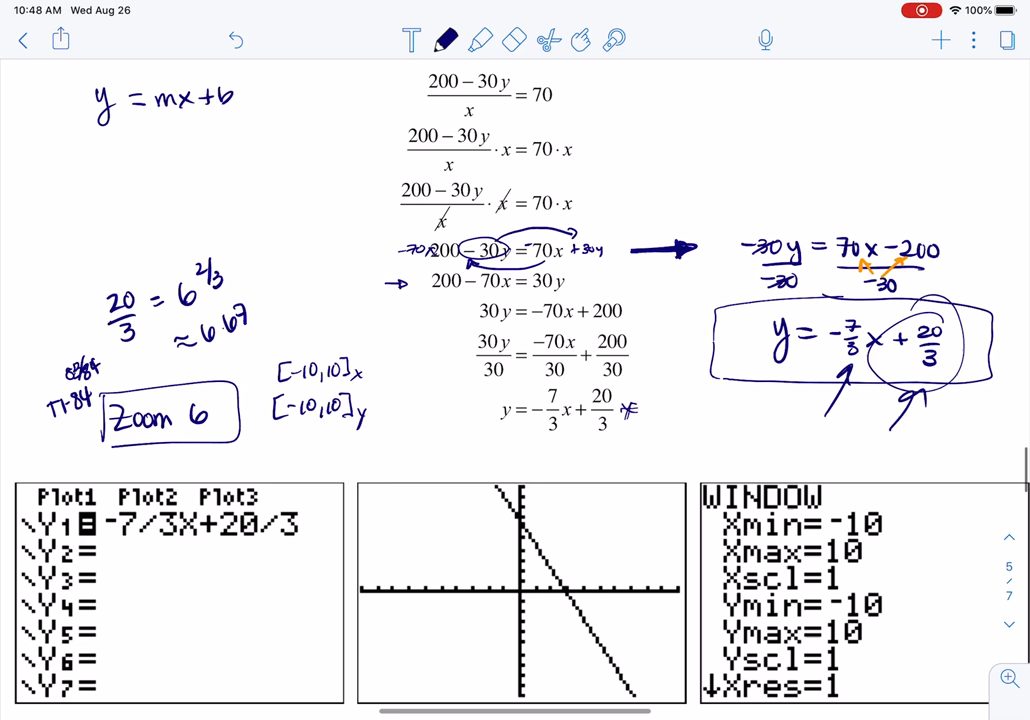 10:48 AM Wed Aug 26
100%
T
y = mx+b
(200 − 30y)/x = 70
(200 − 30y)/x · x = 70 · x
(200 − 30y)/x · x = 70 · x
-70x 200 − 30y = -70x +30y
-30y = 70x -200
-30 -30
→ 200 − 70x = 30y
30y = −70x + 200
30y/30 = −70x/30 + 200/30
y = −7/3 x + 20/3
y = -7/3 x + 20/3
20/3 = 6 2/3
≈ 6.67
TI-84
Zoom 6
[-10,10]x
[-10,10]y
5
/
7
Plot1 Plot2 Plot3
\Y1=-7/3X+20/3
\Y2=
\Y3=
\Y4=
\Y5=
\Y6=
\Y7=
WINDOW
Xmin=-10
Xmax=10
Xscl=1
Ymin=-10
Ymax=10
Yscl=1
↓Xres=1